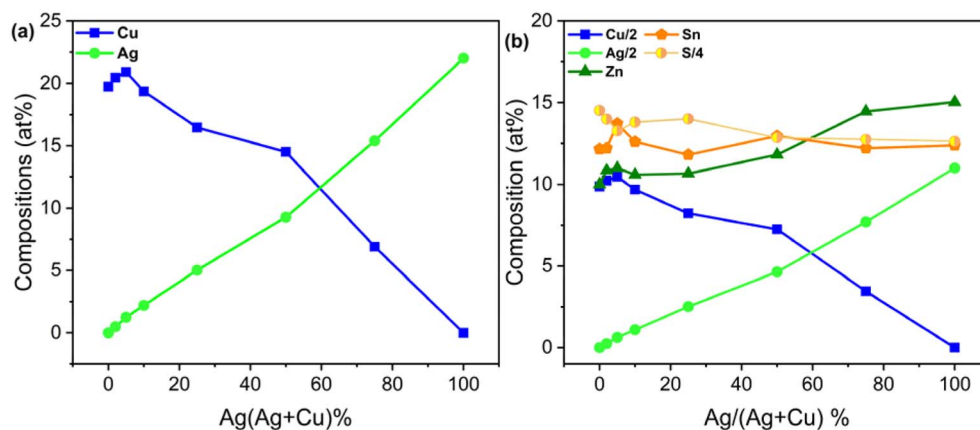 (a)
Cu
Ag
25
20
15
10
5
0
Compositions (at%)
0 20 40 60 80 100
Ag(Ag+Cu)%
(b)
Cu/2 Sn
Ag/2 S/4
Zn
20
15
10
5
0
Composition (at%)
0 20 40 60 80 100
Ag/(Ag+Cu) %